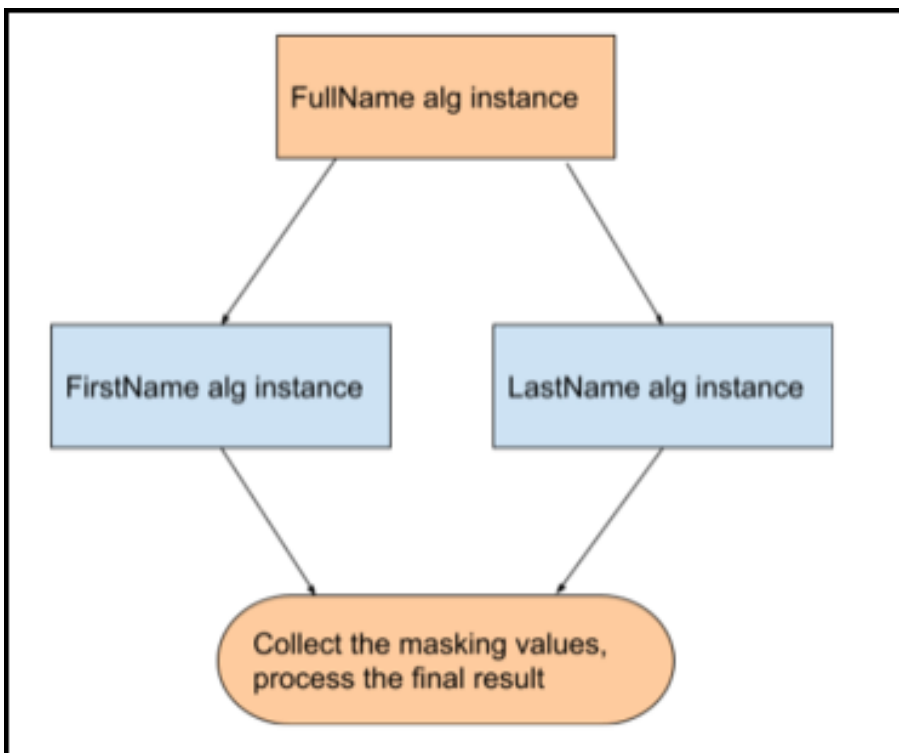 FullName alg instance
FirstName alg instance
LastName alg instance
Collect the masking values,
process the final result